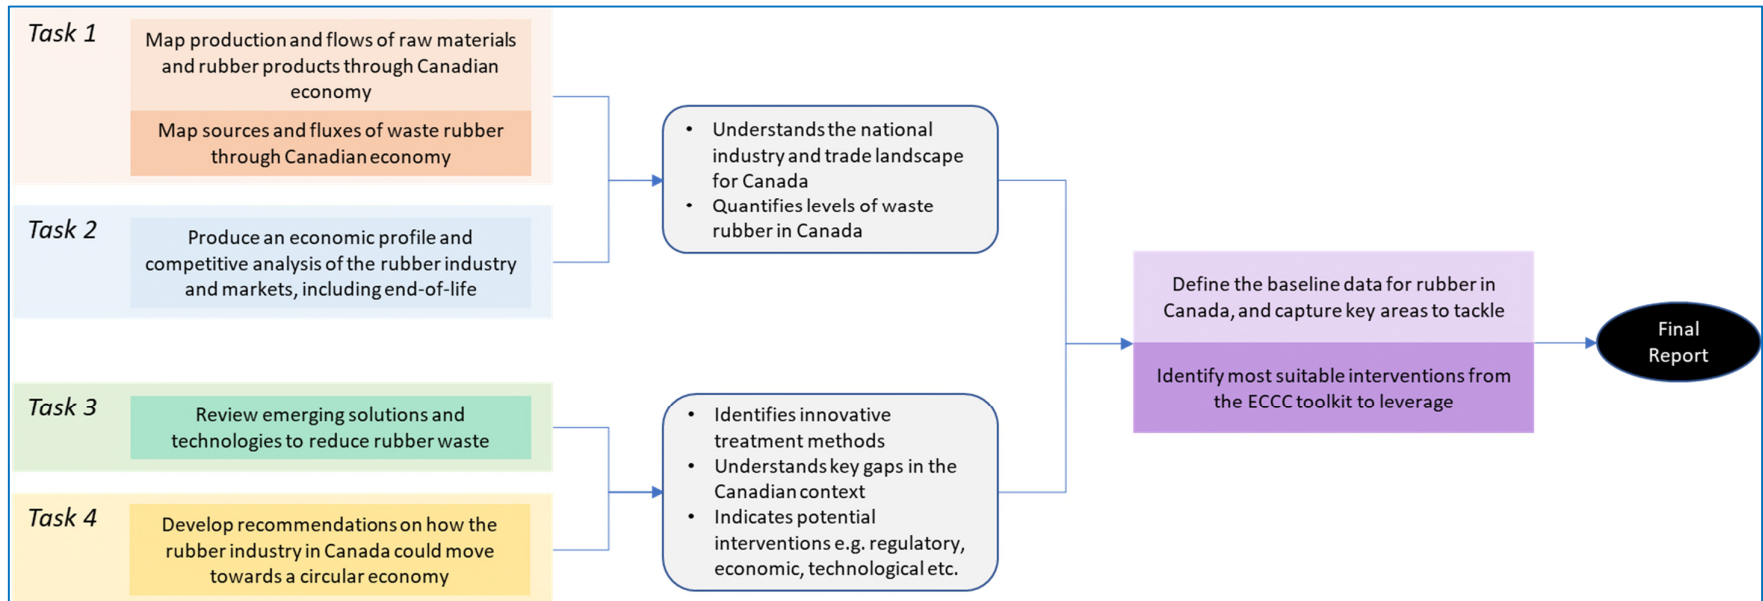 Task 1
Map production and flows of raw materials
and rubber products through Canadian
economy
Map sources and fluxes of waste rubber
through Canadian economy
Task 2
Produce an economic profile and
competitive analysis of the rubber industry
and markets, including end-of-life
Task 3
Review emerging solutions and
technologies to reduce rubber waste
Task 4
Develop recommendations on how the
rubber industry in Canada could move
towards a circular economy
• Understands the national
industry and trade landscape
for Canada
• Quantifies levels of waste
rubber in Canada
• Identifies innovative
treatment methods
• Understands key gaps in the
Canadian context
• Indicates potential
interventions e.g. regulatory,
economic, technological etc.
Define the baseline data for rubber in
Canada, and capture key areas to tackle
Identify most suitable interventions from
the ECCC toolkit to leverage
Final
Report